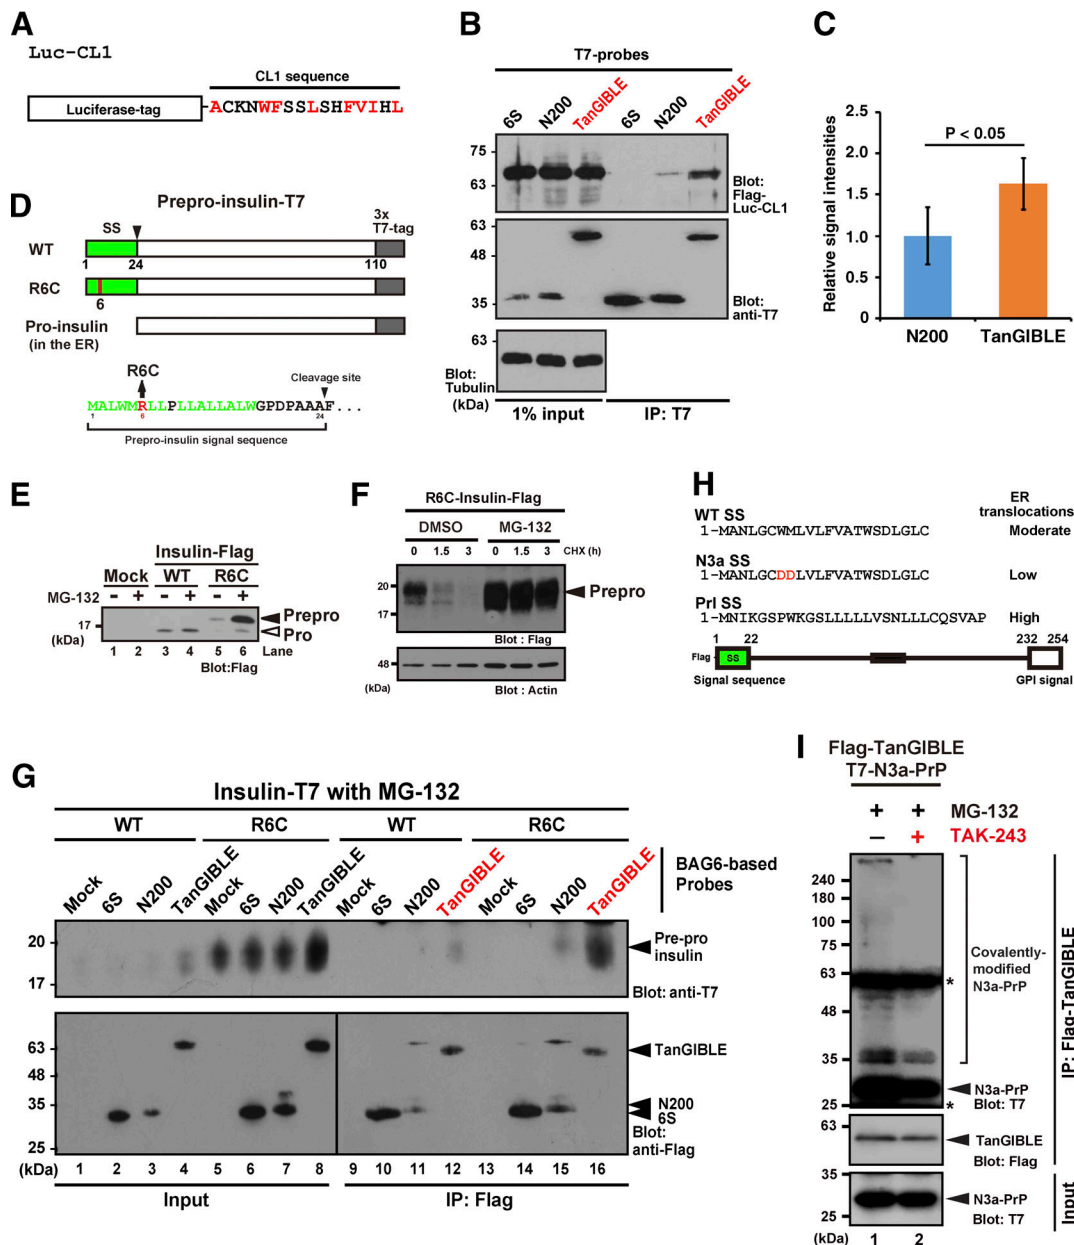 A
Luc-CL1
CL1 sequence
Luciferase-tag
ACKNWFSSLSHFVIHL
B
T7-probes
6S N200 TanGIBLE 6S N200 TanGIBLE
75
63
Blot:
Flag-
Luc-CL1
63
48
35
Blot:
anti-T7
63
Blot:
Tubulin
(kDa)
1% input IP: T7
C
P < 0.05
Relative signal intensities
2.5
2.0
1.5
1.0
0.5
0
N200 TanGIBLE
D
Prepro-insulin-T7
SS
3x
T7-tag
WT
1 24 110
R6C
6
Pro-insulin
(in the ER)
R6C
Cleavage site
MALWMRLLPLLALLALWGPDPAAAF...
1 6 24
Prepro-insulin signal sequence
E
Insulin-Flag
Mock WT R6C
MG-132 - + - + - +
17
(kDa)
Prepro
Pro
1 2 3 4 5 6 Lane
Blot:Flag
F
R6C-Insulin-Flag
DMSO MG-132
0 1.5 3 0 1.5 3 CHX (h)
20
17
Prepro
Blot : Flag
48
(kDa)
Blot : Actin
H
ER
translocations
WT SS
1-MANLGCWMLVLFVATWSDLGLC Moderate
N3a SS
1-MANLGCDDLVLFVATWSDLGLC Low
Prl SS
1-MNIKGSPWKGSLLLLLVSNLLLCQSVAP High
1 22 232 254
Flag SS
Signal sequence GPI signal
G
Insulin-T7 with MG-132
WT R6C WT R6C
Mock 6S N200 TanGIBLE Mock 6S N200 TanGIBLE Mock 6S N200 TanGIBLE Mock 6S N200 TanGIBLE
BAG6-based
Probes
20
17
Pre-pro
insulin
Blot: anti-T7
63
48
35
25
TanGIBLE
N200
6S
Blot:
anti-Flag
(kDa) 1 2 3 4 5 6 7 8 9 10 11 12 13 14 15 16
Input IP: Flag
I
Flag-TanGIBLE
T7-N3a-PrP
+ + MG-132
− + TAK-243
240
180
100
75
63
48
35
25
Covalently-
modified
N3a-PrP
*
N3a-PrP
*
Blot: T7
IP: Flag-TanGIBLE
63
TanGIBLE
Blot: Flag
35
25
N3a-PrP
Blot: T7
Input
(kDa) 1 2